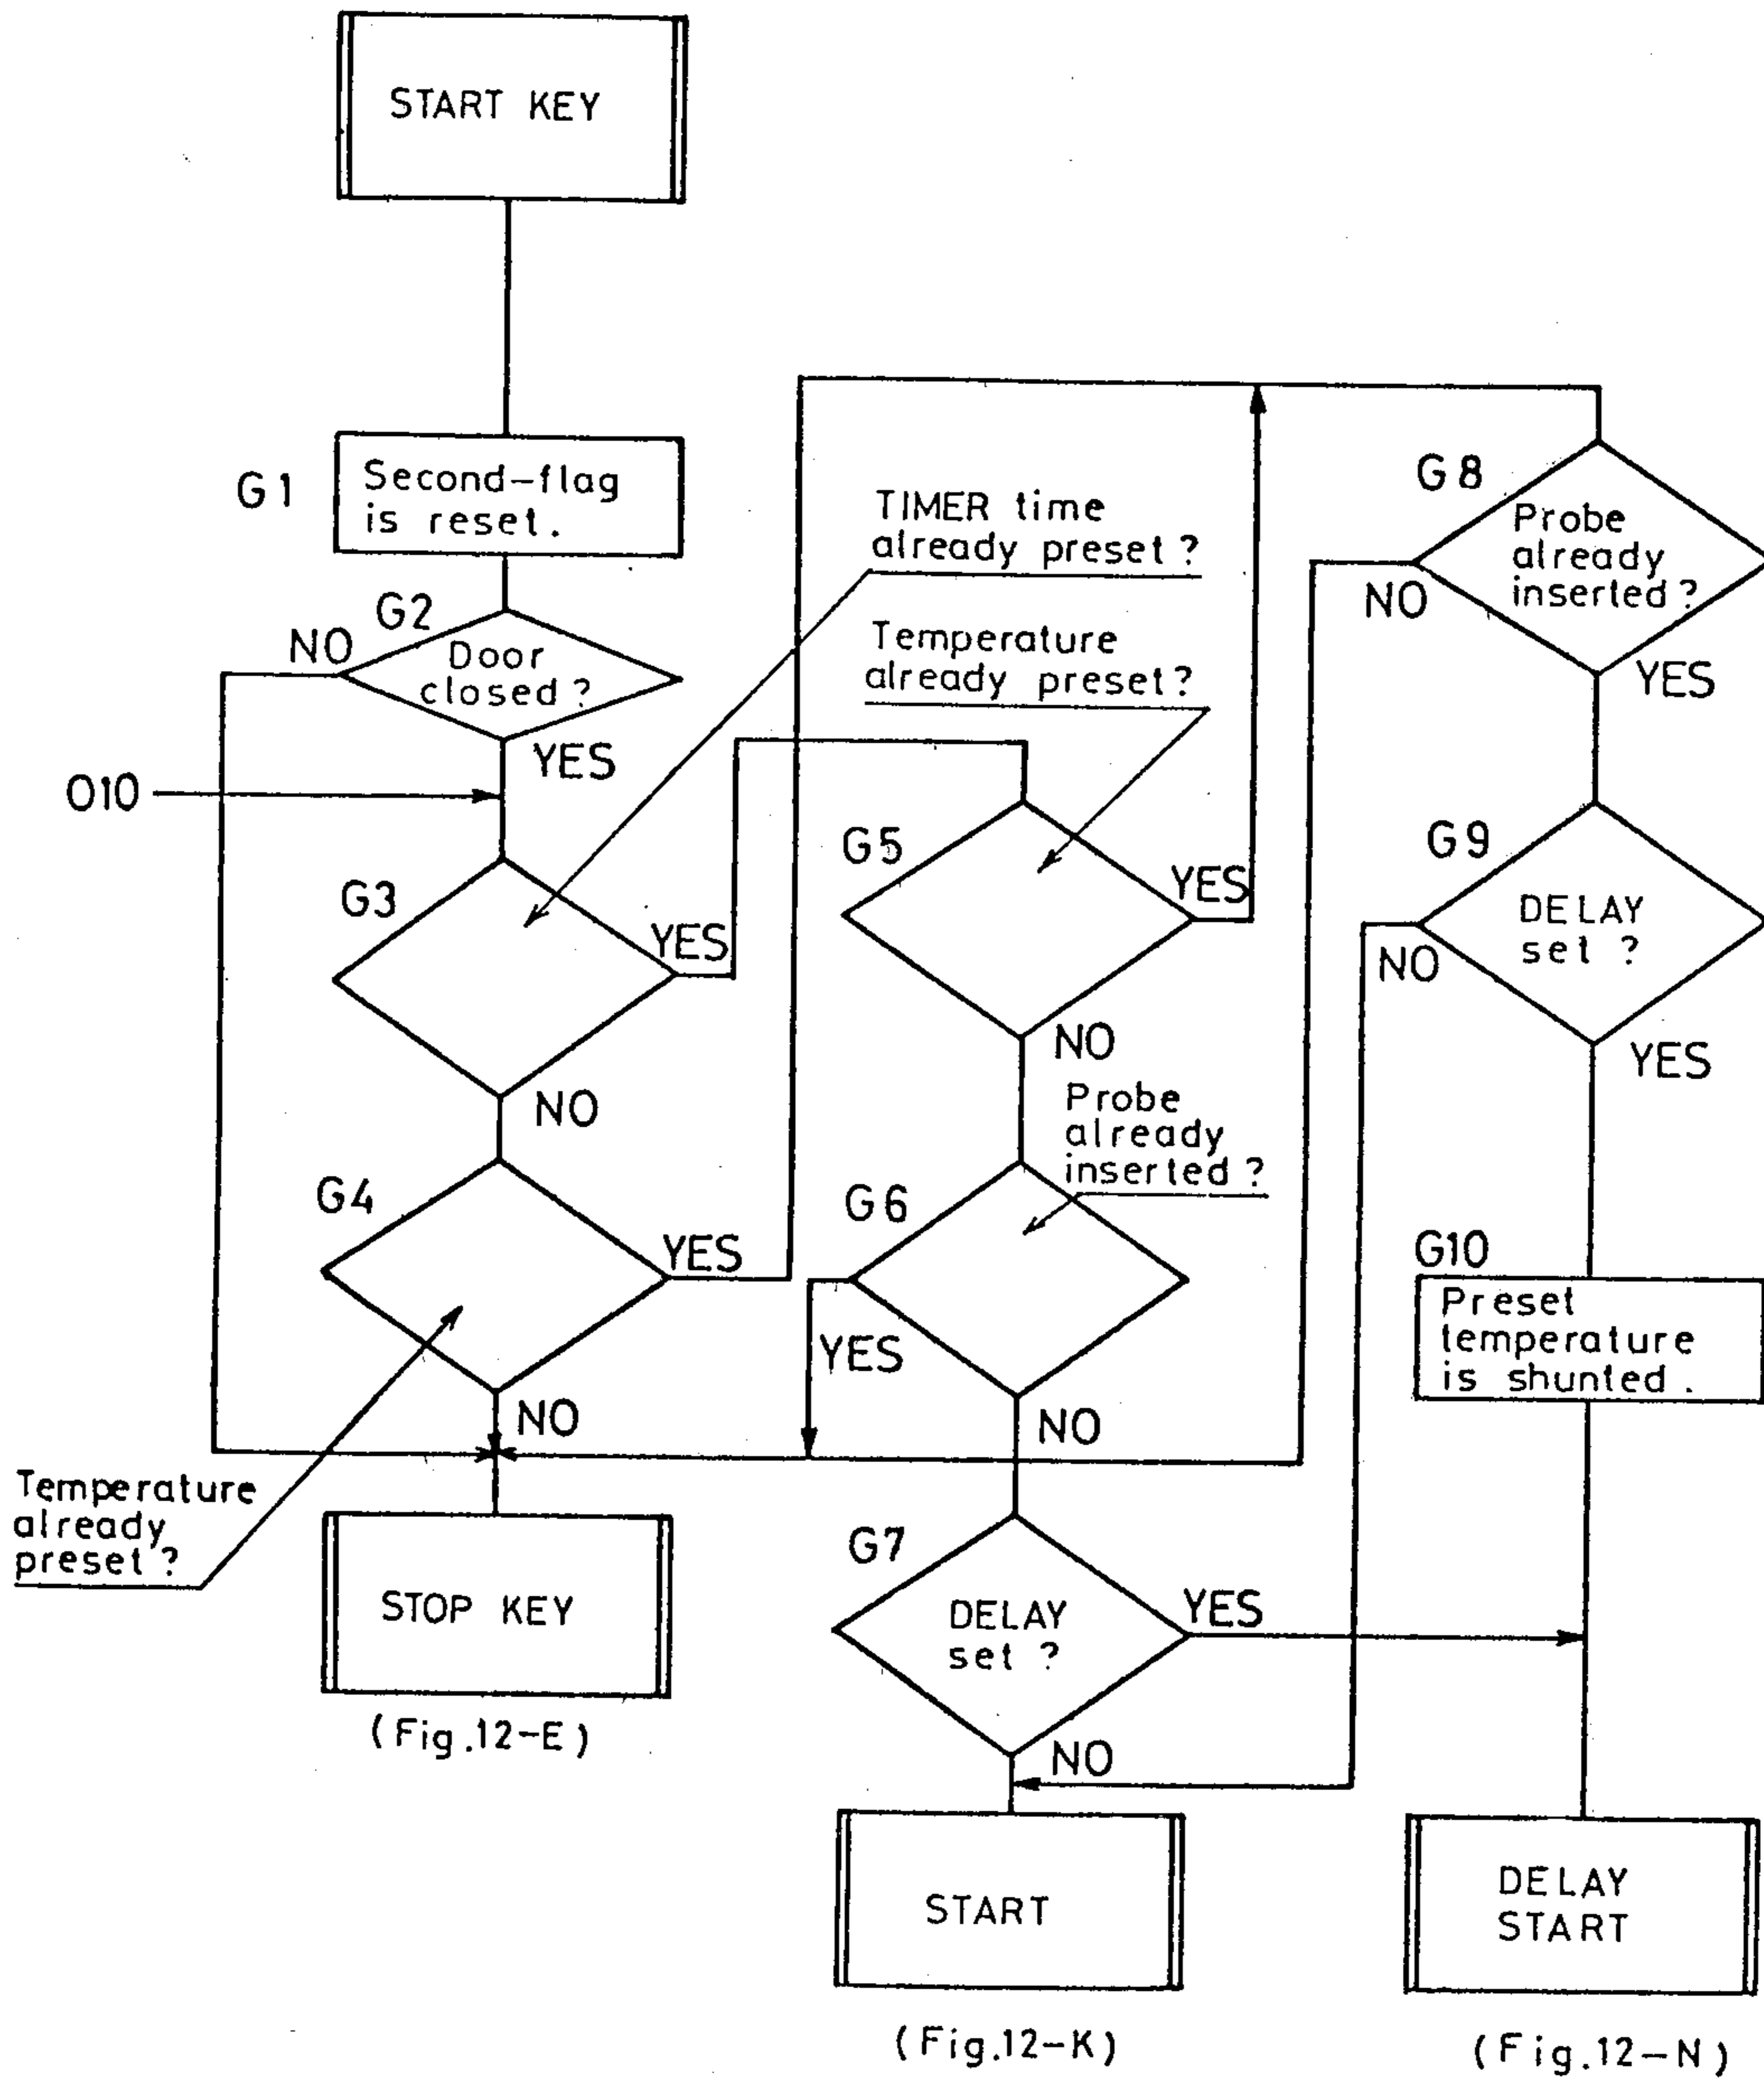 START KEY
G1
Second-flag
is reset.
G2
NO
Door
closed?
YES
O10
TIMER time
already preset?
G3
YES
NO
G4
YES
NO
Temperature
already
preset?
STOP KEY
(Fig.12-E)
Temperature
already preset?
G5
YES
NO
Probe
already
inserted?
G6
YES
NO
G7
DELAY
set?
YES
NO
START
(Fig.12-K)
G8
Probe
already
inserted?
NO
YES
G9
DELAY
set?
NO
YES
G10
Preset
temperature
is shunted.
DELAY
START
(Fig.12-N)